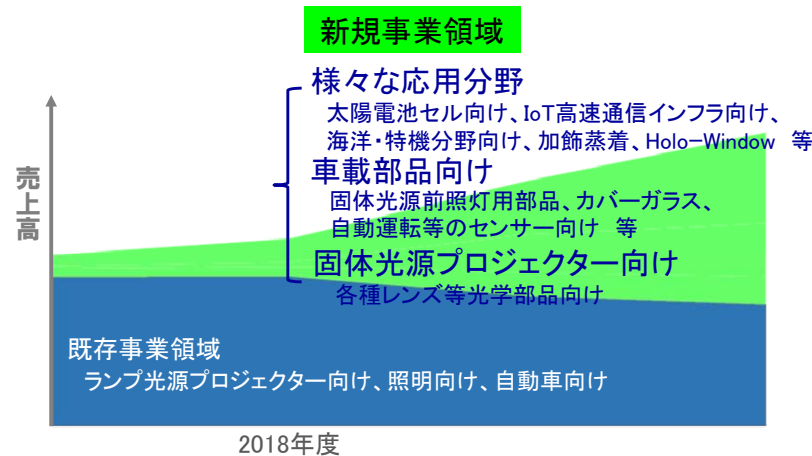 新規事業領域
様々な応用分野
太陽電池セル向け、IoT高速通信インフラ向け、
海洋・特機分野向け、加飾蒸着、Holo-Window 等
車載部品向け
固体光源前照灯用部品、カバーガラス、
自動運転等のセンサー向け 等
固体光源プロジェクター向け
各種レンズ等光学部品向け
売上高
既存事業領域
ランプ光源プロジェクター向け、照明向け、自動車向け
2018年度